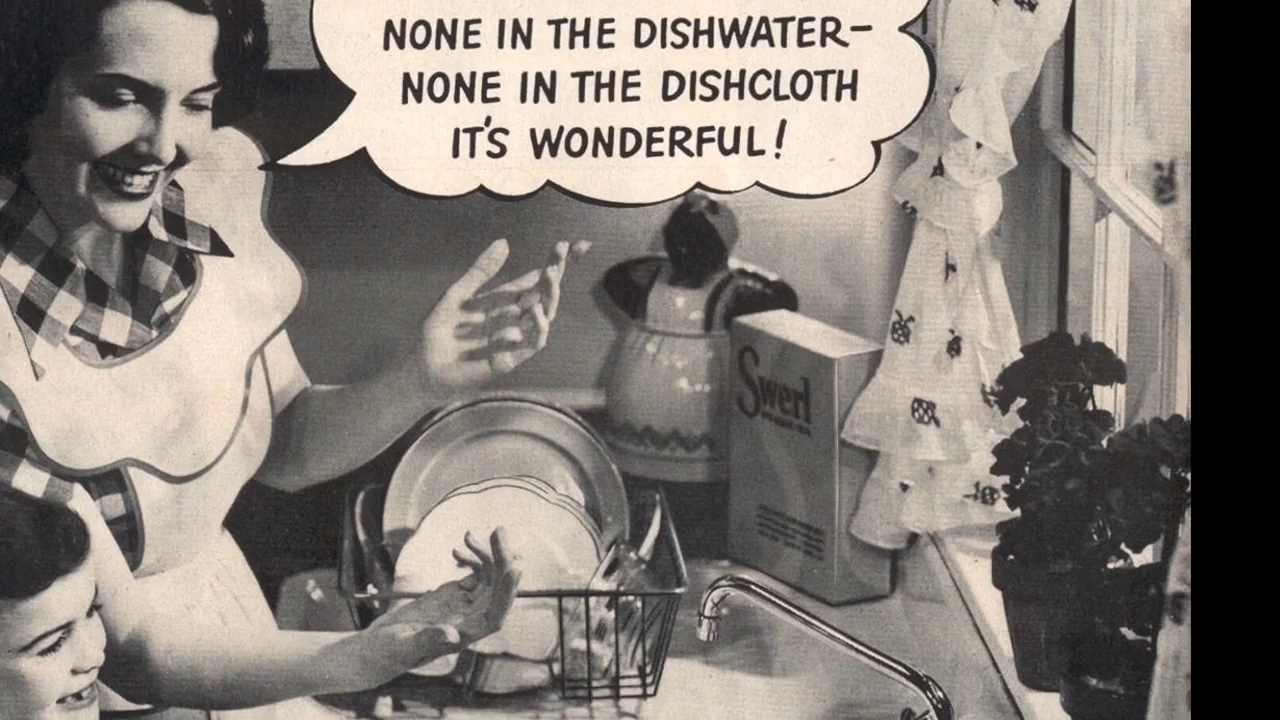 NONE IN THE DISHWATER–
NONE IN THE DISHCLOTH
IT'S WONDERFUL!
Swerl